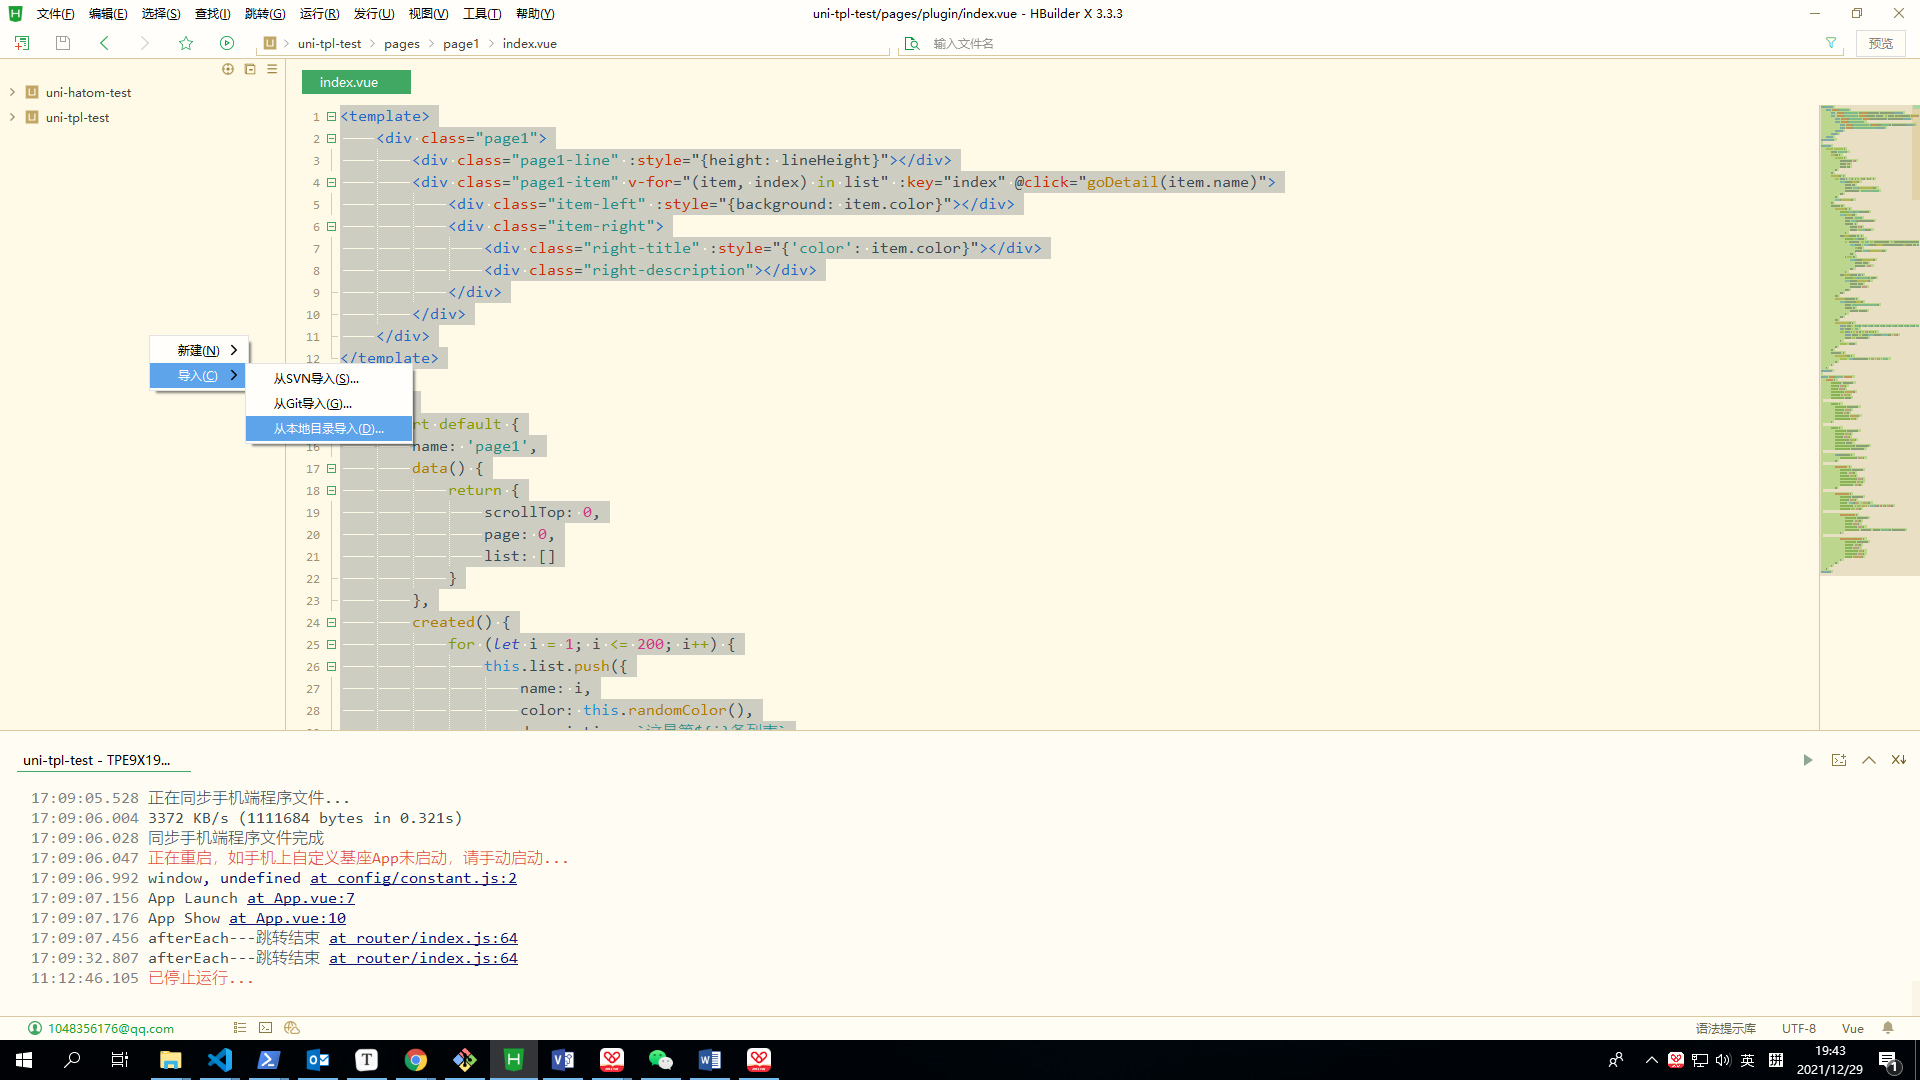 文件(F) 编辑(E) 选择(S) 查找(I) 跳转(G) 运行(R) 发行(U) 视图(V) 工具(T) 帮助(Y)
uni-tpl-test/pages/plugin/index.vue - HBuilder X 3.3.3
uni-tpl-test pages page1 index.vue
输入文件名
预览
uni-hatom-test
uni-tpl-test
index.vue
1 <template>
2 <div class="page1">
3 <div class="page1-line" :style="{height: lineHeight}"></div>
4 <div class="page1-item" v-for="(item, index) in list" :key="index" @click="goDetail(item.name)">
5 <div class="item-left" :style="{background: item.color}"></div>
6 <div class="item-right">
7 <div class="right-title" :style="{'color': item.color}"></div>
8 <div class="right-description"></div>
9 </div>
10 </div>
11 </div>
12 </template>
新建(N)
导入(C)
从SVN导入(S)...
从Git导入(G)...
从本地目录导入(D)...
rt default {
16 name: 'page1',
17 data() {
18 return {
19 scrollTop: 0,
20 page: 0,
21 list: []
22 }
23 },
24 created() {
25 for (let i = 1; i <= 200; i++) {
26 this.list.push({
27 name: i,
28 color: this.randomColor(),
uni-tpl-test - TPE9X19...
17:09:05.528 正在同步手机端程序文件...
17:09:06.004 3372 KB/s (1111684 bytes in 0.321s)
17:09:06.028 同步手机端程序文件完成
17:09:06.047 正在重启，如手机上自定义基座App未启动，请手动启动...
17:09:06.992 window, undefined at config/constant.js:2
17:09:07.156 App Launch at App.vue:7
17:09:07.176 App Show at App.vue:10
17:09:07.456 afterEach---跳转结束 at router/index.js:64
17:09:32.807 afterEach---跳转结束 at router/index.js:64
11:12:46.105 已停止运行...
1048356176@qq.com
语法提示库 UTF-8 Vue
英
拼
19:43
2021/12/29
1